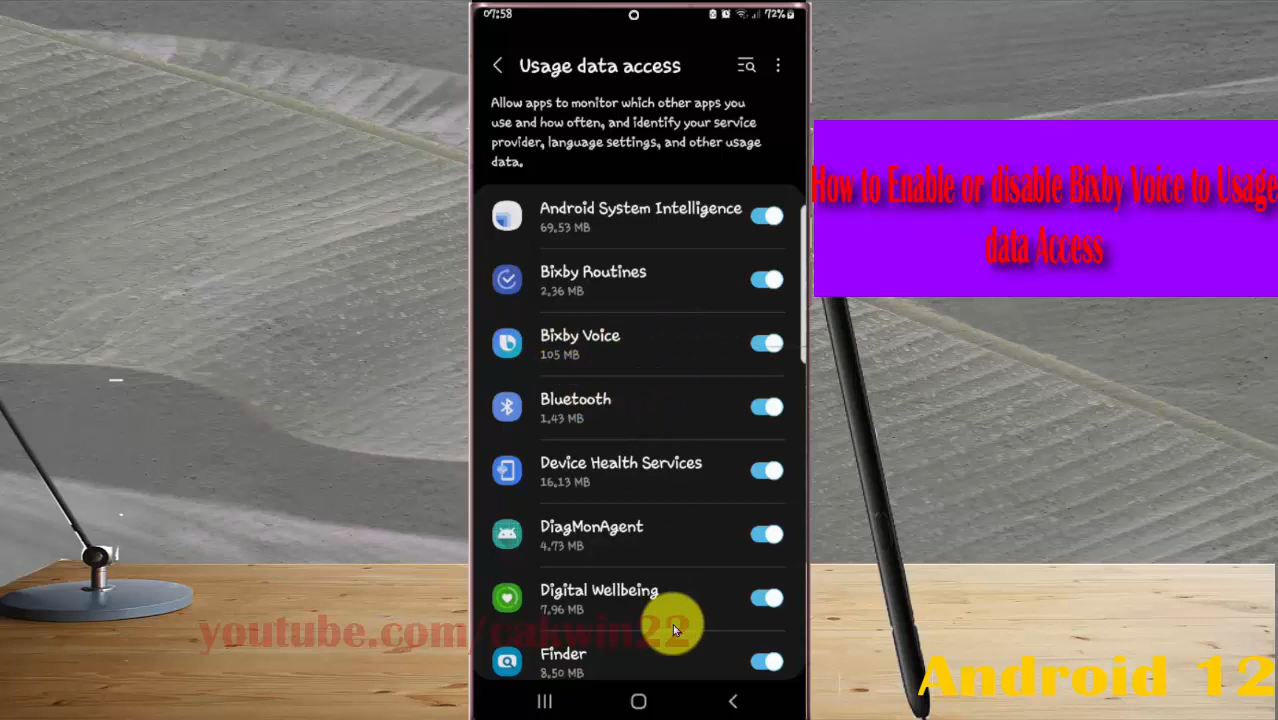 07:58
72%
Usage data access
Allow apps to monitor which other apps you
use and how often, and identify your service
provider, language settings, and other usage
data.
Android System Intelligence
69.53 MB
Bixby Routines
2.36 MB
Bixby Voice
105 MB
Bluetooth
1.43 MB
Device Health Services
16.13 MB
DiagMonAgent
4.73 MB
Digital Wellbeing
7.96 MB
Finder
8.50 MB
How to Enable or disable Bixby Voice to Usage
data Access
youtube.com/cakwin22
Android 12